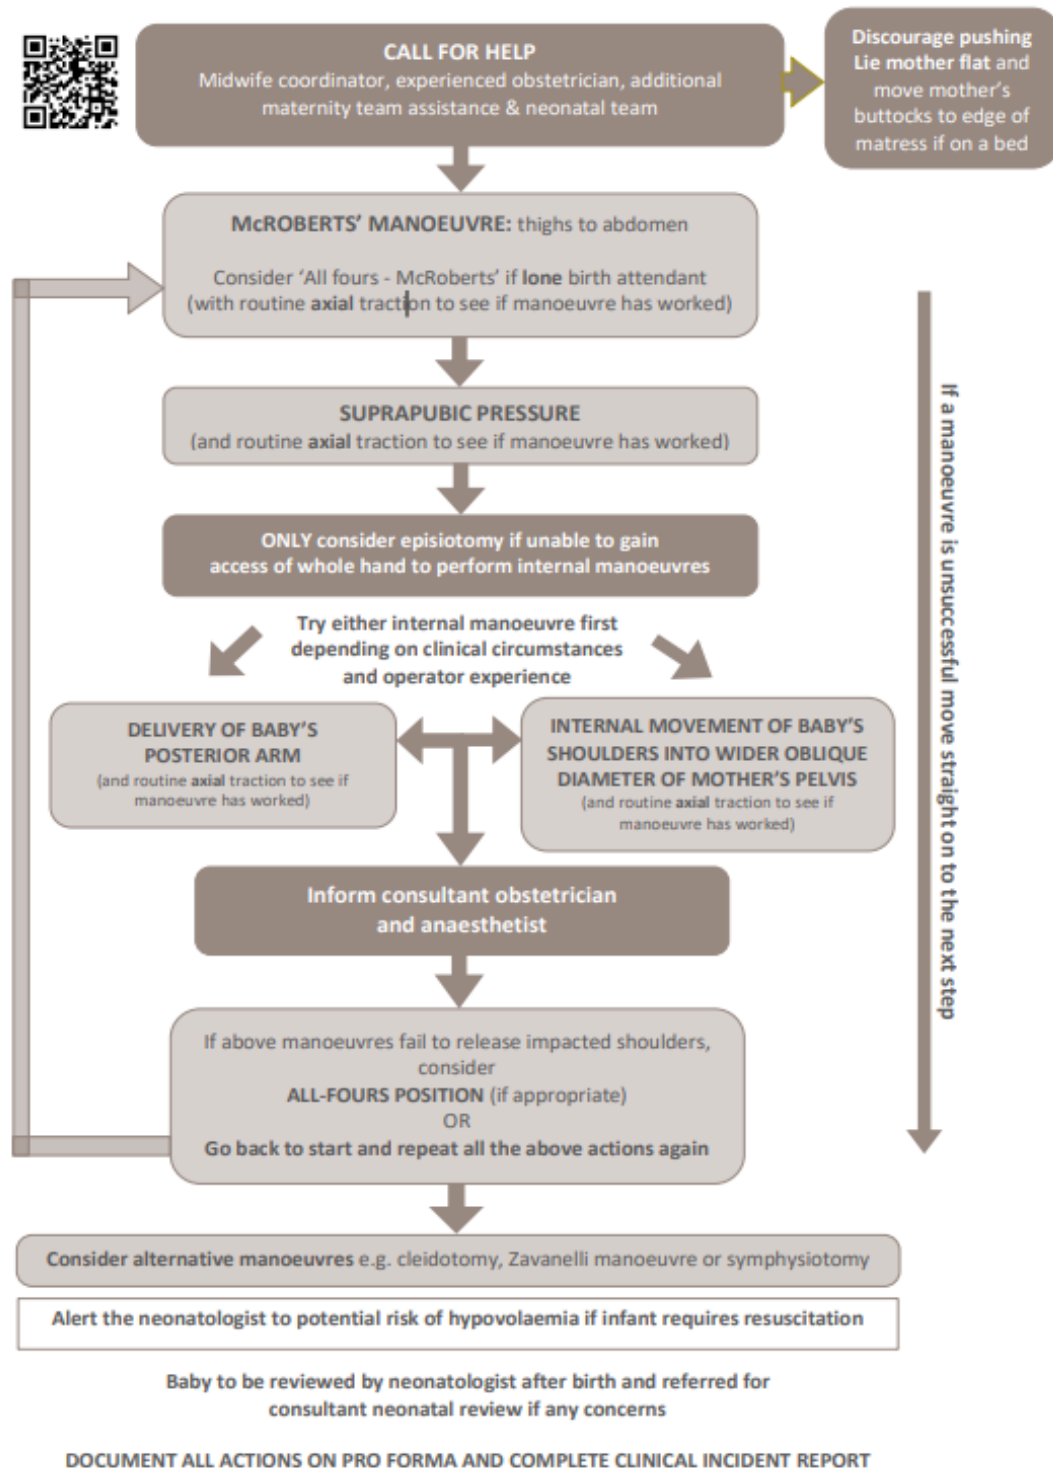 CALL FOR HELP
Midwife coordinator, experienced obstetrician, additional
maternity team assistance & neonatal team
Discourage pushing
Lie mother flat and
move mother's
buttocks to edge of
matress if on a bed
McROBERTS' MANOEUVRE: thighs to abdomen
Consider 'All fours - McRoberts' if lone birth attendant
(with routine axial traction to see if manoeuvre has worked)
SUPRAPUBIC PRESSURE
(and routine axial traction to see if manoeuvre has worked)
ONLY consider episiotomy if unable to gain
access of whole hand to perform internal manoeuvres
Try either internal manoeuvre first
depending on clinical circumstances
and operator experience
DELIVERY OF BABY'S
POSTERIOR ARM
(and routine axial traction to see if
manoeuvre has worked)
INTERNAL MOVEMENT OF BABY'S
SHOULDERS INTO WIDER OBLIQUE
DIAMETER OF MOTHER'S PELVIS
(and routine axial traction to see if
manoeuvre has worked)
Inform consultant obstetrician
and anaesthetist
If above manoeuvres fail to release impacted shoulders,
consider
ALL-FOURS POSITION (if appropriate)
OR
Go back to start and repeat all the above actions again
If a manoeuvre is unsuccessful move straight on to the next step
Consider alternative manoeuvres e.g. cleidotomy, Zavanelli manoeuvre or symphysiotomy
Alert the neonatologist to potential risk of hypovolaemia if infant requires resuscitation
Baby to be reviewed by neonatologist after birth and referred for
consultant neonatal review if any concerns
DOCUMENT ALL ACTIONS ON PRO FORMA AND COMPLETE CLINICAL INCIDENT REPORT